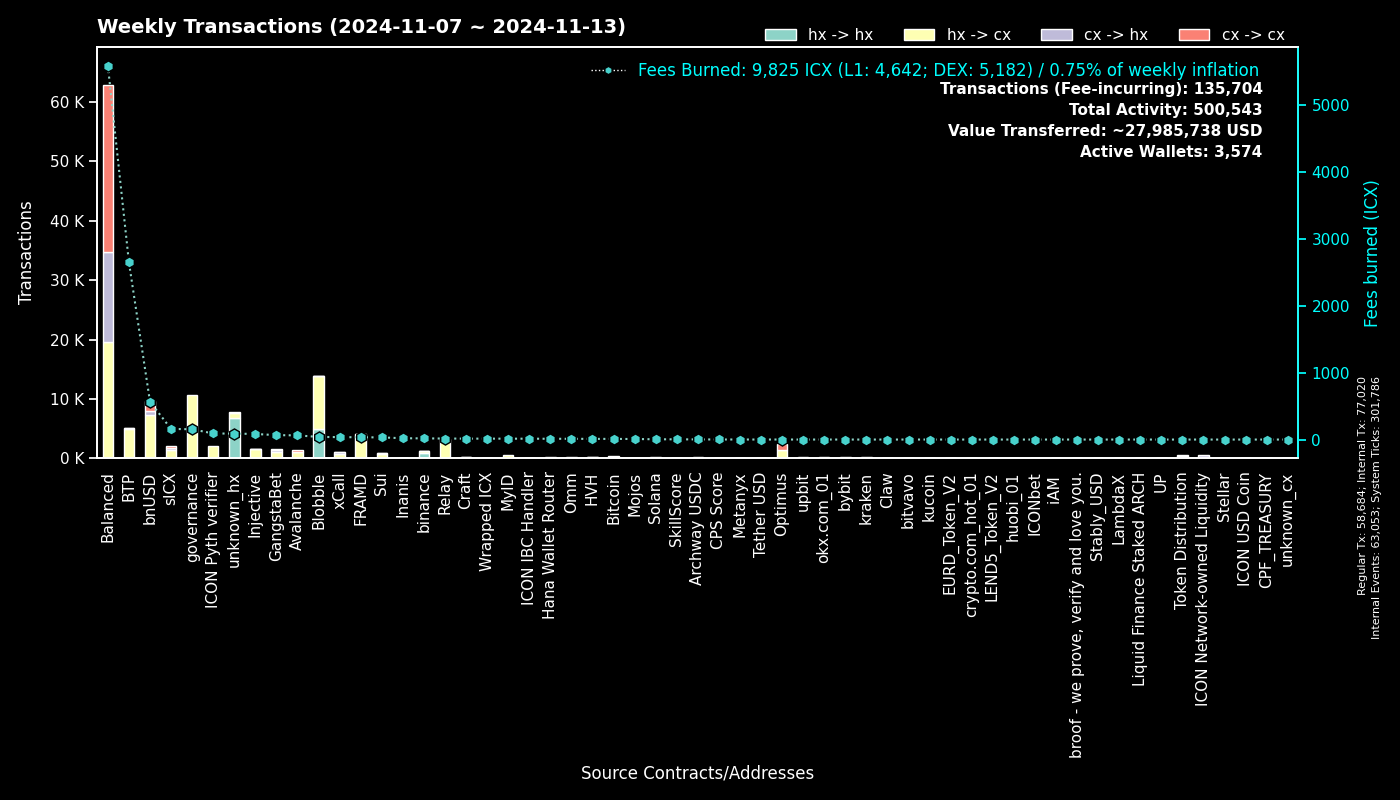 Weekly Transactions (2024-11-07 ~ 2024-11-13)
hx -> hx
hx -> cx
cx -> hx
cx -> cx
Fees Burned: 9,825 ICX (L1: 4,642; DEX: 5,182) / 0.75% of weekly inflation
Transactions (Fee-incurring): 135,704
Total Activity: 500,543
Value Transferred: ~27,985,738 USD
Active Wallets: 3,574
Transactions
60 K
50 K
40 K
30 K
20 K
10 K
0 K
5000
4000
3000
2000
1000
0
Fees burned (ICX)
Regular Tx: 58,684; Internal Tx: 77,020
Internal Events: 63,053; System Ticks: 301,786
Balanced
BTP
bnUSD
sICX
governance
ICON Pyth verifier
unknown_hx
Injective
GangstaBet
Avalanche
Blobble
xCall
FRAMD
Sui
Inanis
binance
Relay
Craft
Wrapped ICX
MyID
ICON IBC Handler
Hana Wallet Router
Omm
HVH
Bitcoin
Mojos
Solana
SkillScore
Archway USDC
CPS Score
Metanyx
Tether USD
Optimus
upbit
okx.com_01
bybit
kraken
Claw
bitvavo
kucoin
EURD_Token_V2
crypto.com_hot_01
LEND5_Token_V2
huobi_01
ICONbet
iAM
broof - we prove, verify and love you.
Stably_USD
LambdaX
Liquid Finance Staked ARCH
UP
Token Distribution
ICON Network-owned Liquidity
Stellar
ICON USD Coin
CPF_TREASURY
unknown_cx
Source Contracts/Addresses